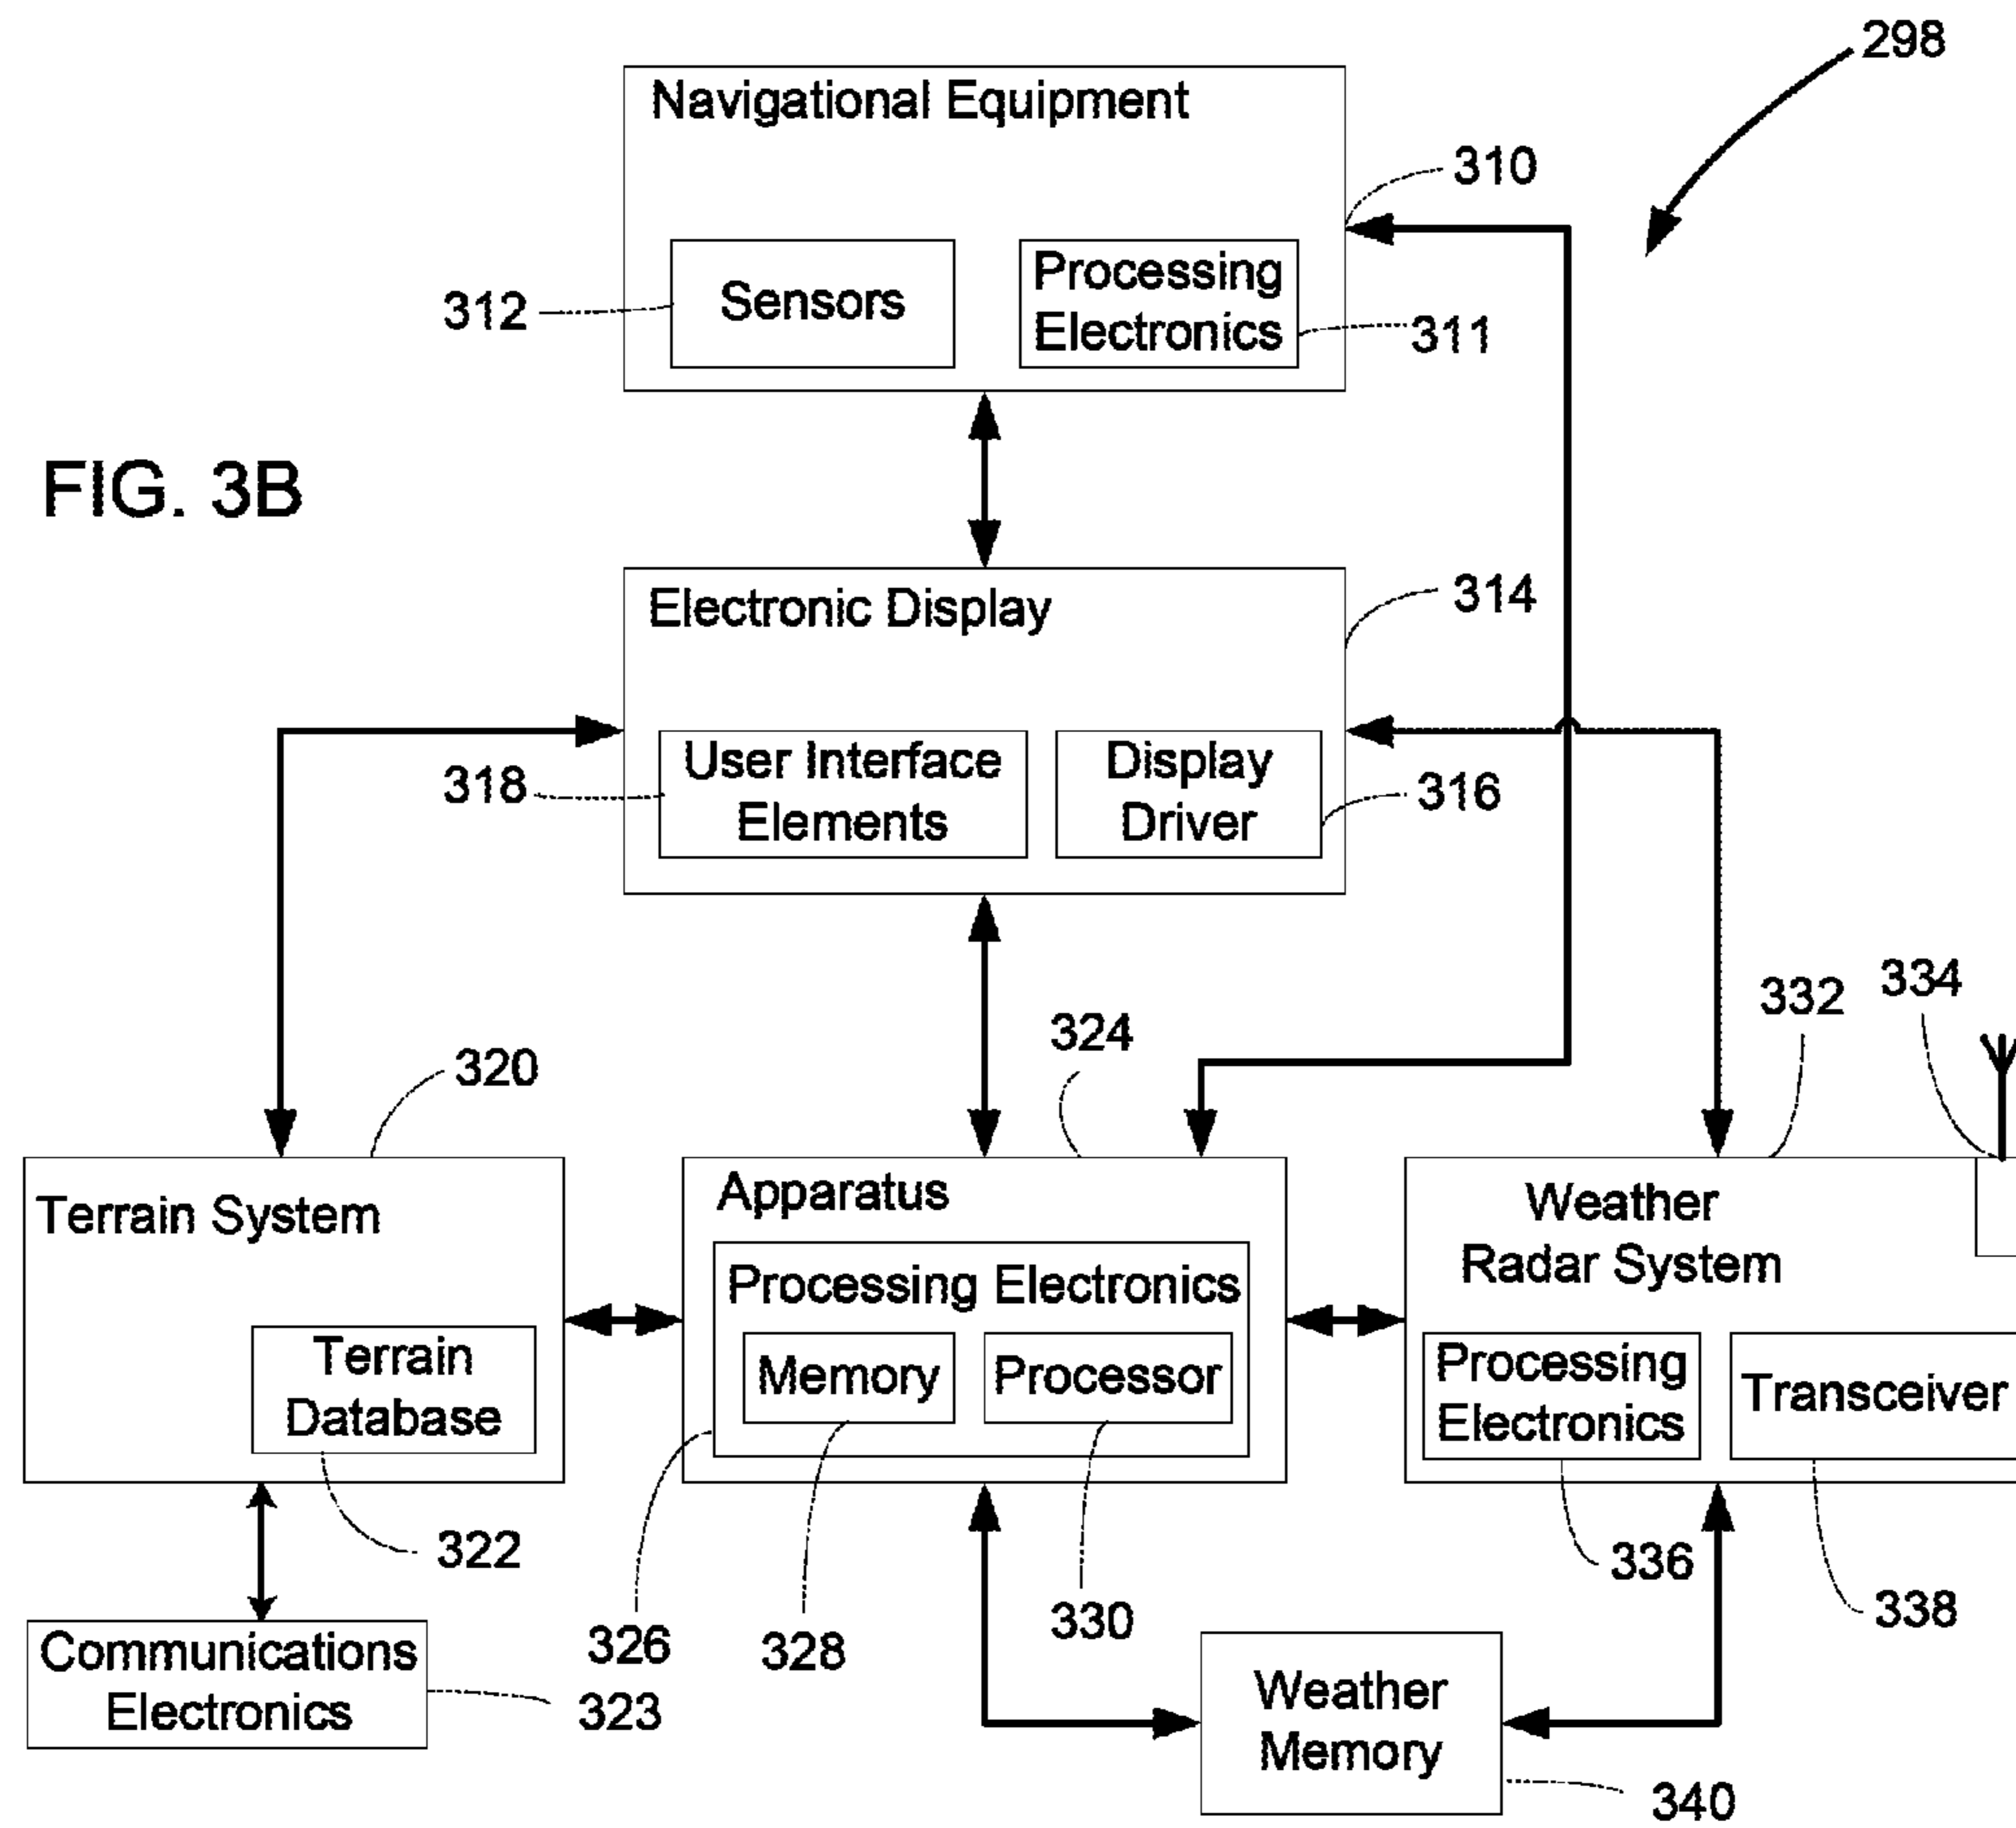 298
Navigational Equipment
310
312
Sensors
Processing
Electronics
311
FIG. 3B
Electronic Display
314
318
User Interface
Elements
Display
Driver
316
320
324
332
334
Terrain System
Terrain
Database
322
Apparatus
Processing Electronics
Memory
Processor
326
328
330
Weather
Radar System
Processing
Electronics
Transceiver
336
338
Communications
Electronics
323
Weather
Memory
340